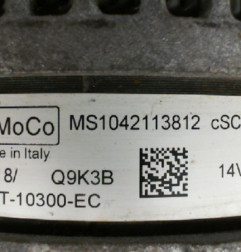 MoCo MS1042113812 cSC
e in Italy
8/ Q9K3B 14V
T-10300-EC